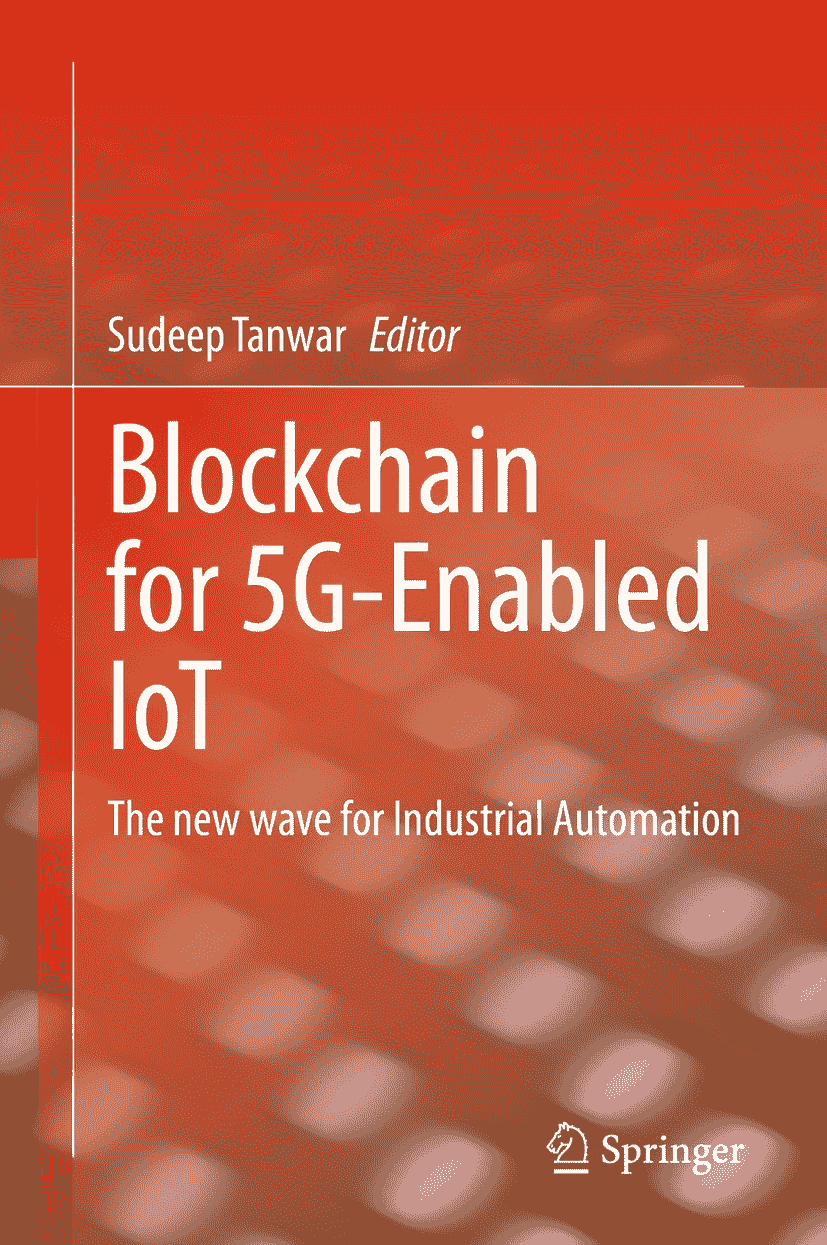 Sudeep Tanwar Editor
Blockchain
for 5G-Enabled
IoT
The new wave for Industrial Automation
Springer